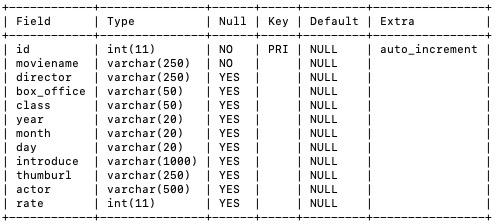 +------------+---------------+------+-----+---------+----------------+
| Field      | Type          | Null | Key | Default | Extra          |
+------------+---------------+------+-----+---------+----------------+
| id         | int(11)       | NO   | PRI | NULL    | auto_increment |
| moviename  | varchar(250)  | NO   |     | NULL    |                |
| director   | varchar(250)  | YES  |     | NULL    |                |
| box_office | varchar(50)   | YES  |     | NULL    |                |
| class      | varchar(50)   | YES  |     | NULL    |                |
| year       | varchar(20)   | YES  |     | NULL    |                |
| month      | varchar(20)   | YES  |     | NULL    |                |
| day        | varchar(20)   | YES  |     | NULL    |                |
| introduce  | varchar(1000) | YES  |     | NULL    |                |
| thumburl   | varchar(250)  | YES  |     | NULL    |                |
| actor      | varchar(500)  | YES  |     | NULL    |                |
| rate       | int(11)       | YES  |     | NULL    |                |
+------------+---------------+------+-----+---------+----------------+